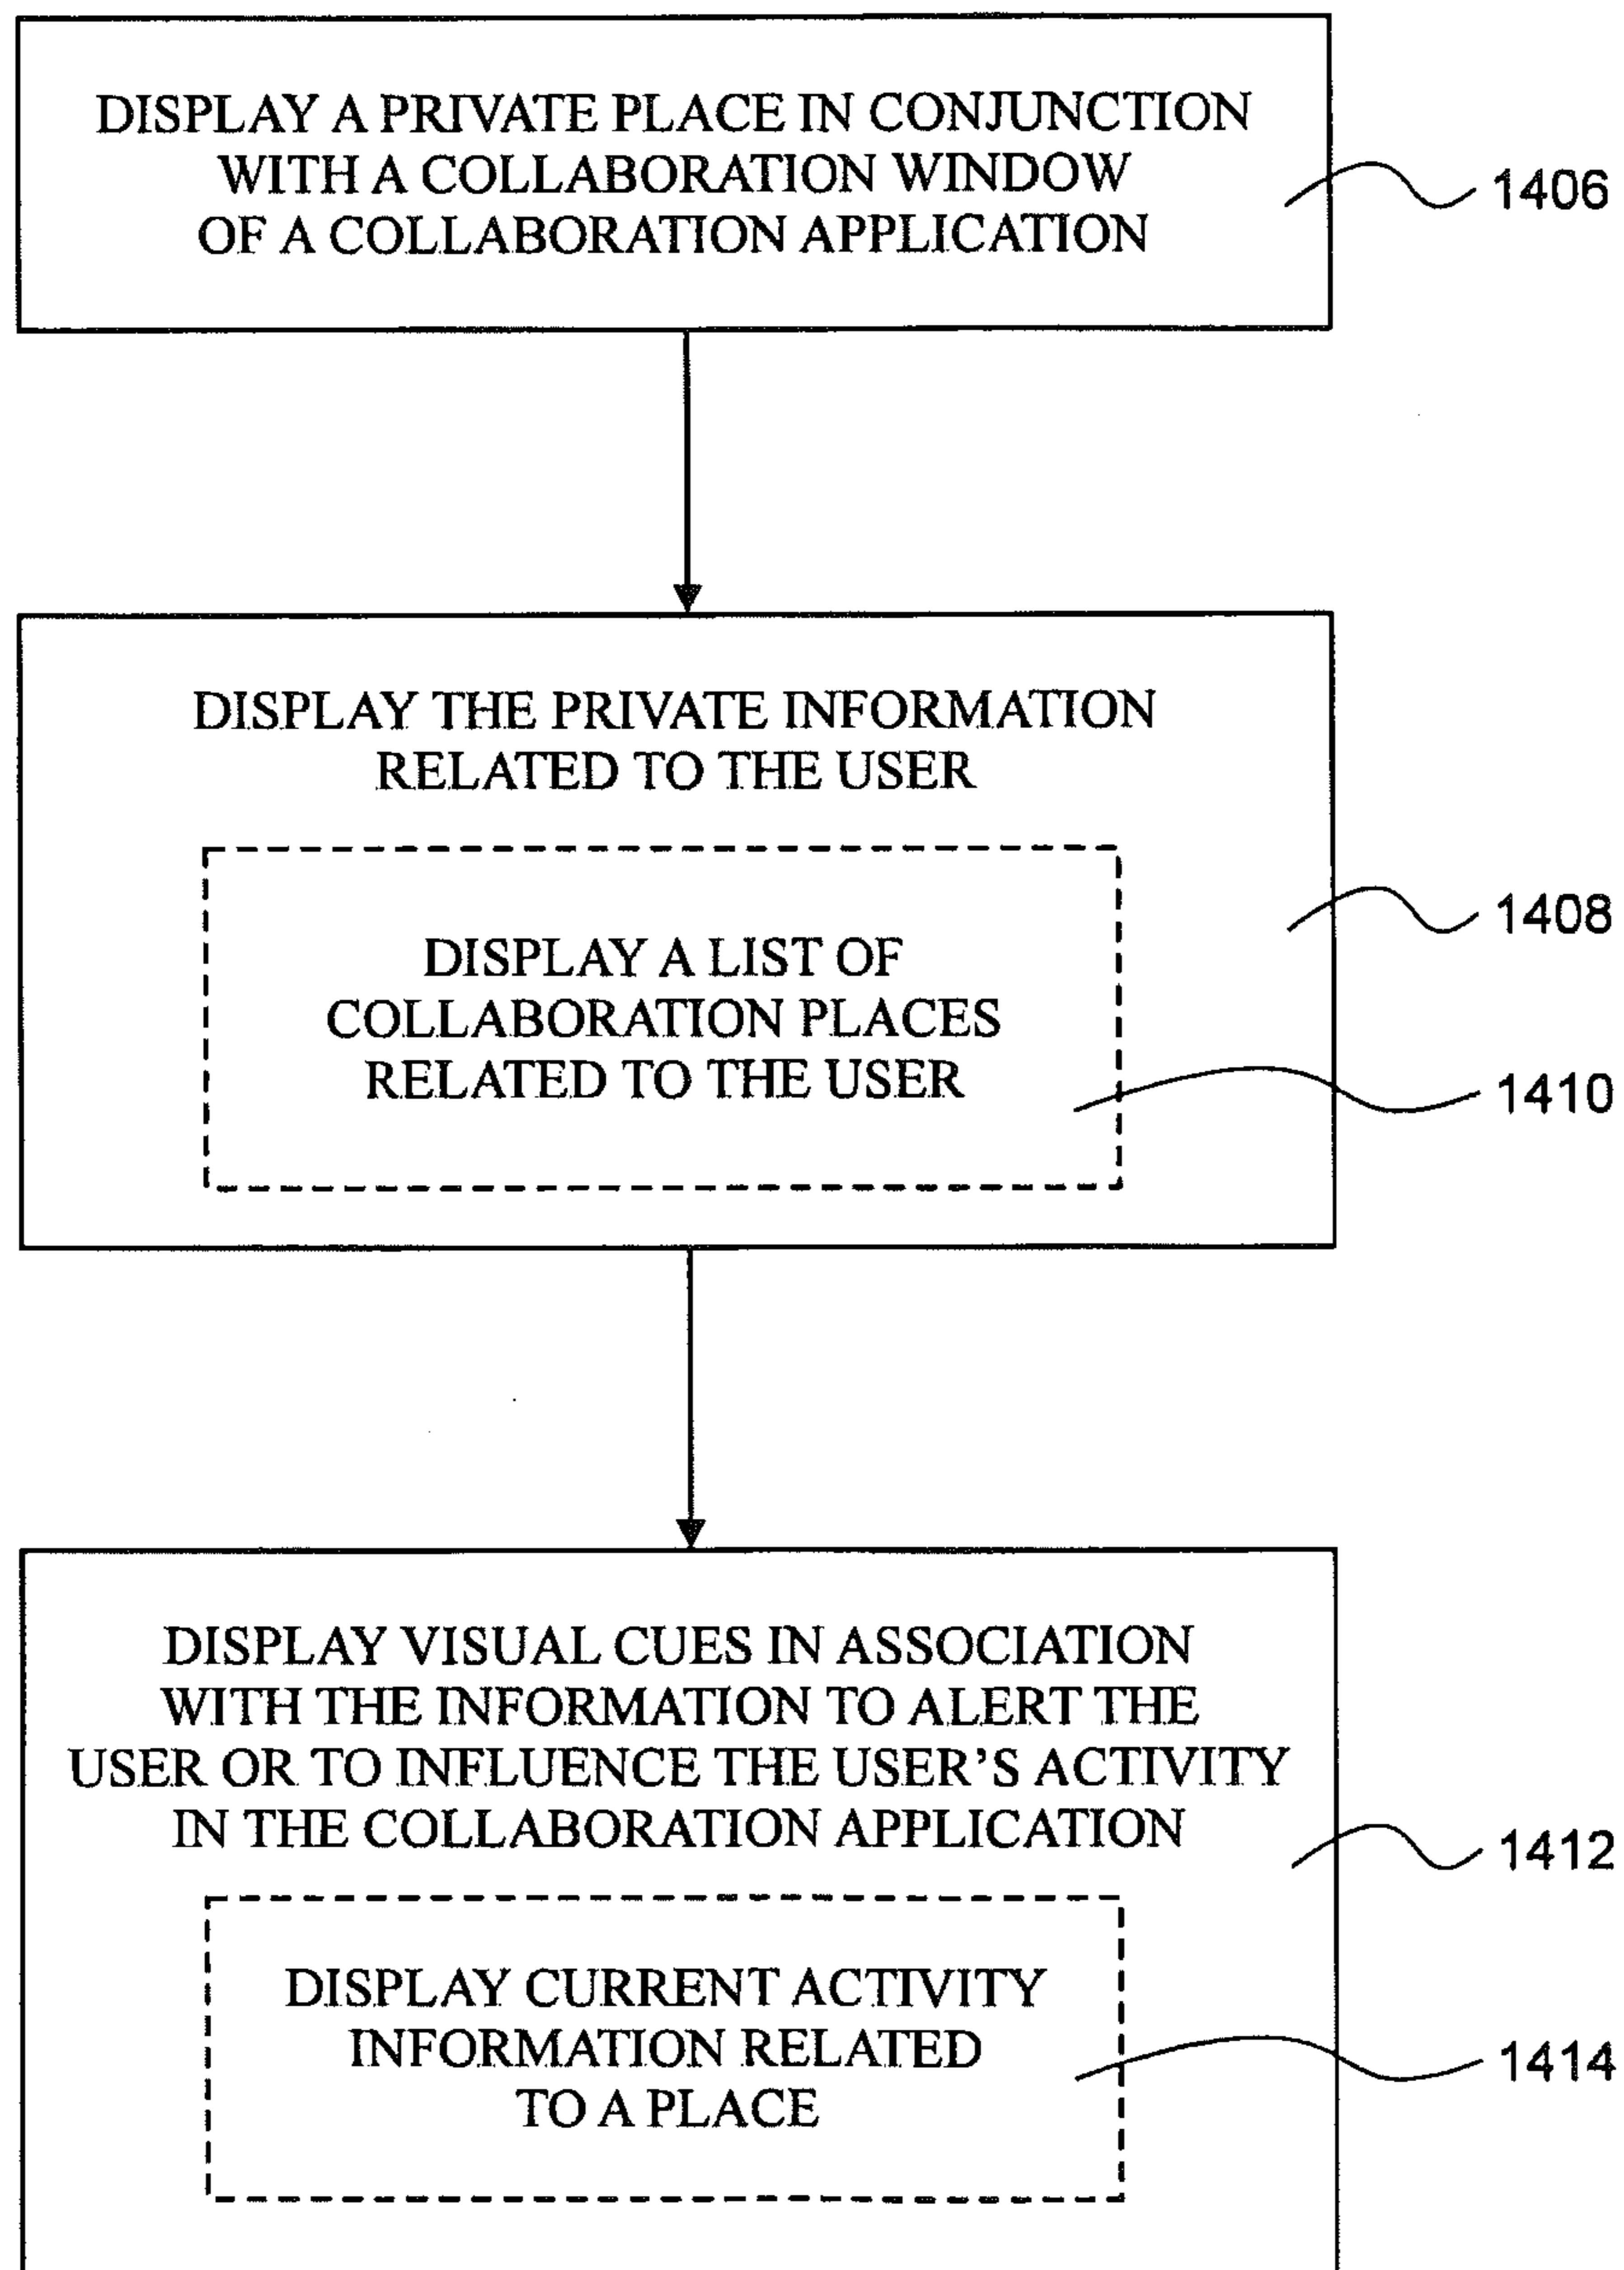 DISPLAY A PRIVATE PLACE IN CONJUNCTION
WITH A COLLABORATION WINDOW
OF A COLLABORATION APPLICATION
1406
DISPLAY THE PRIVATE INFORMATION
RELATED TO THE USER
1408
DISPLAY A LIST OF
COLLABORATION PLACES
RELATED TO THE USER
1410
DISPLAY VISUAL CUES IN ASSOCIATION
WITH THE INFORMATION TO ALERT THE
USER OR TO INFLUENCE THE USER'S ACTIVITY
IN THE COLLABORATION APPLICATION
1412
DISPLAY CURRENT ACTIVITY
INFORMATION RELATED
TO A PLACE
1414